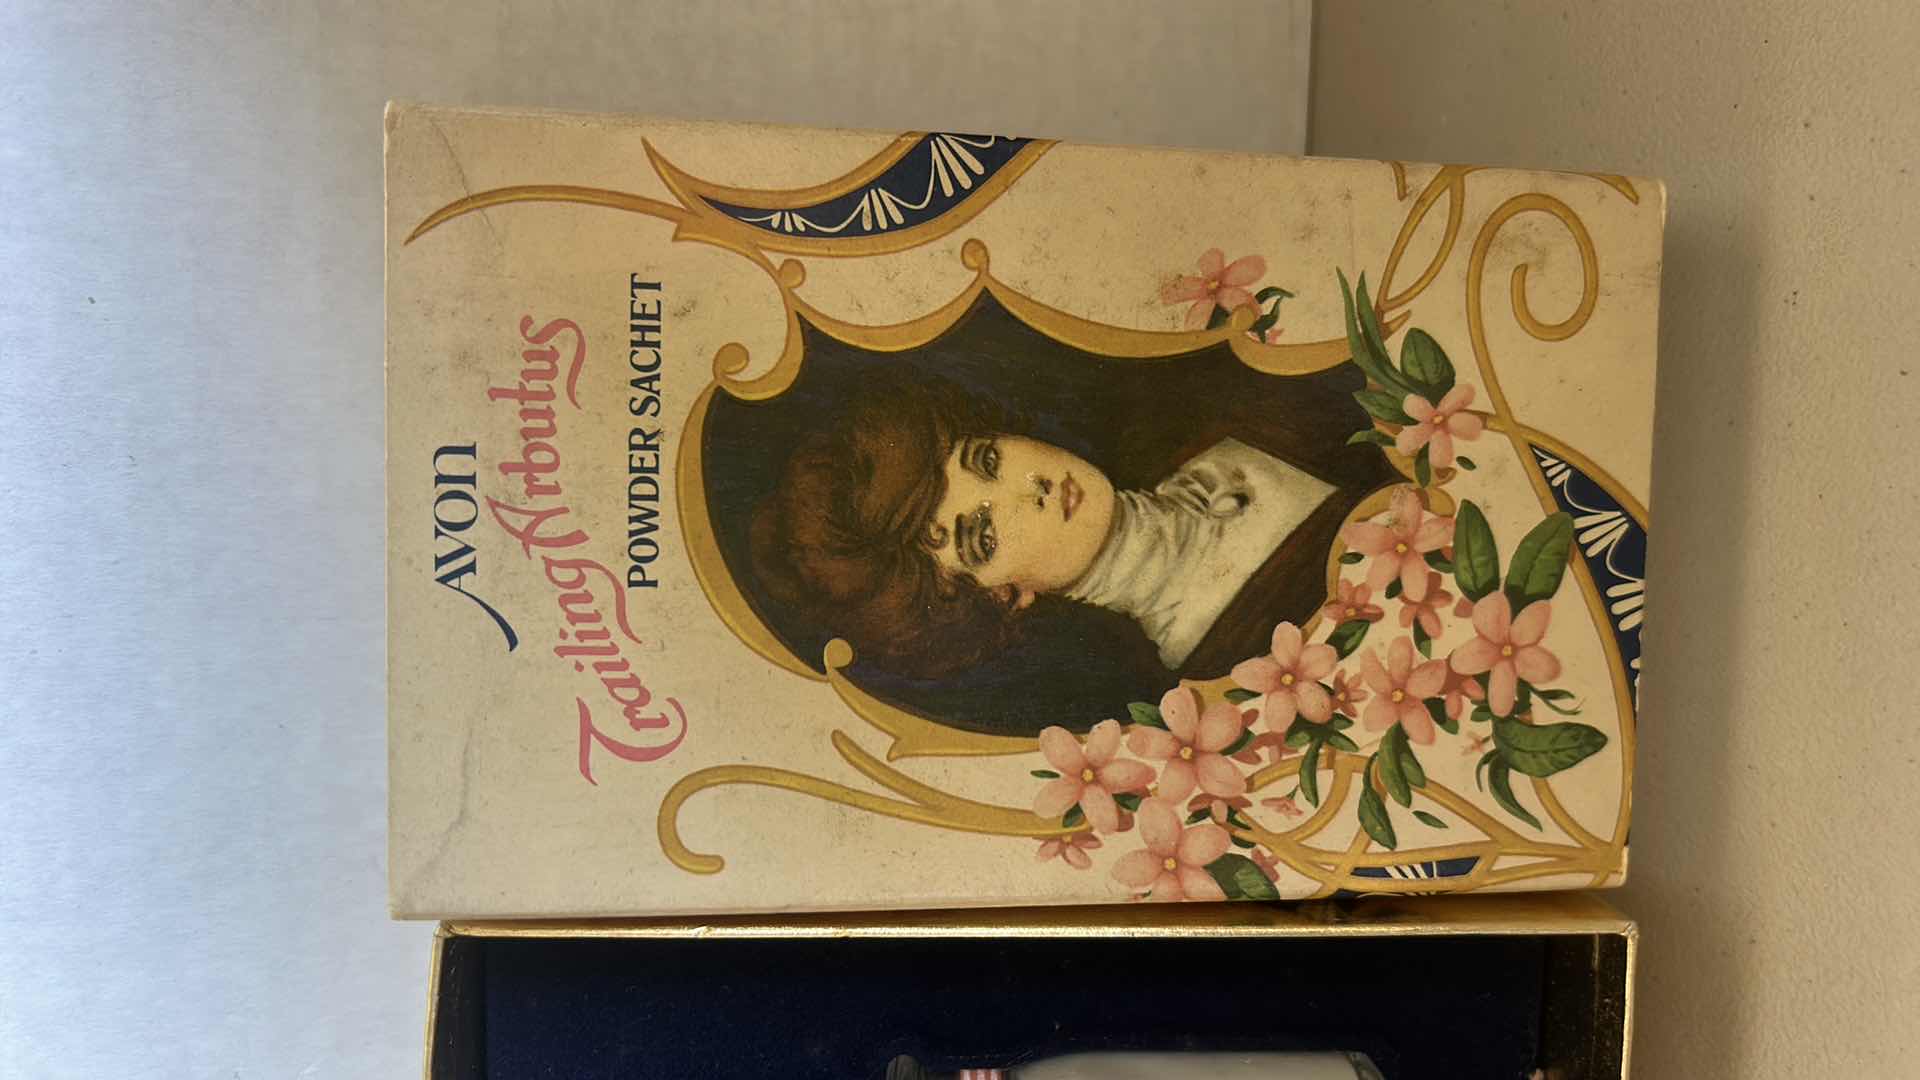 AVON
Trailing Arbutus
POWDER SACHET